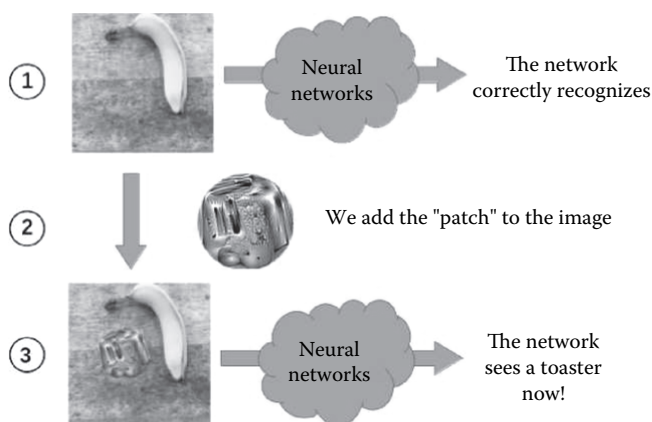 1
Neural
networks
The network
correctly recognizes
2
We add the "patch" to the image
3
Neural
networks
The network
sees a toaster
now!